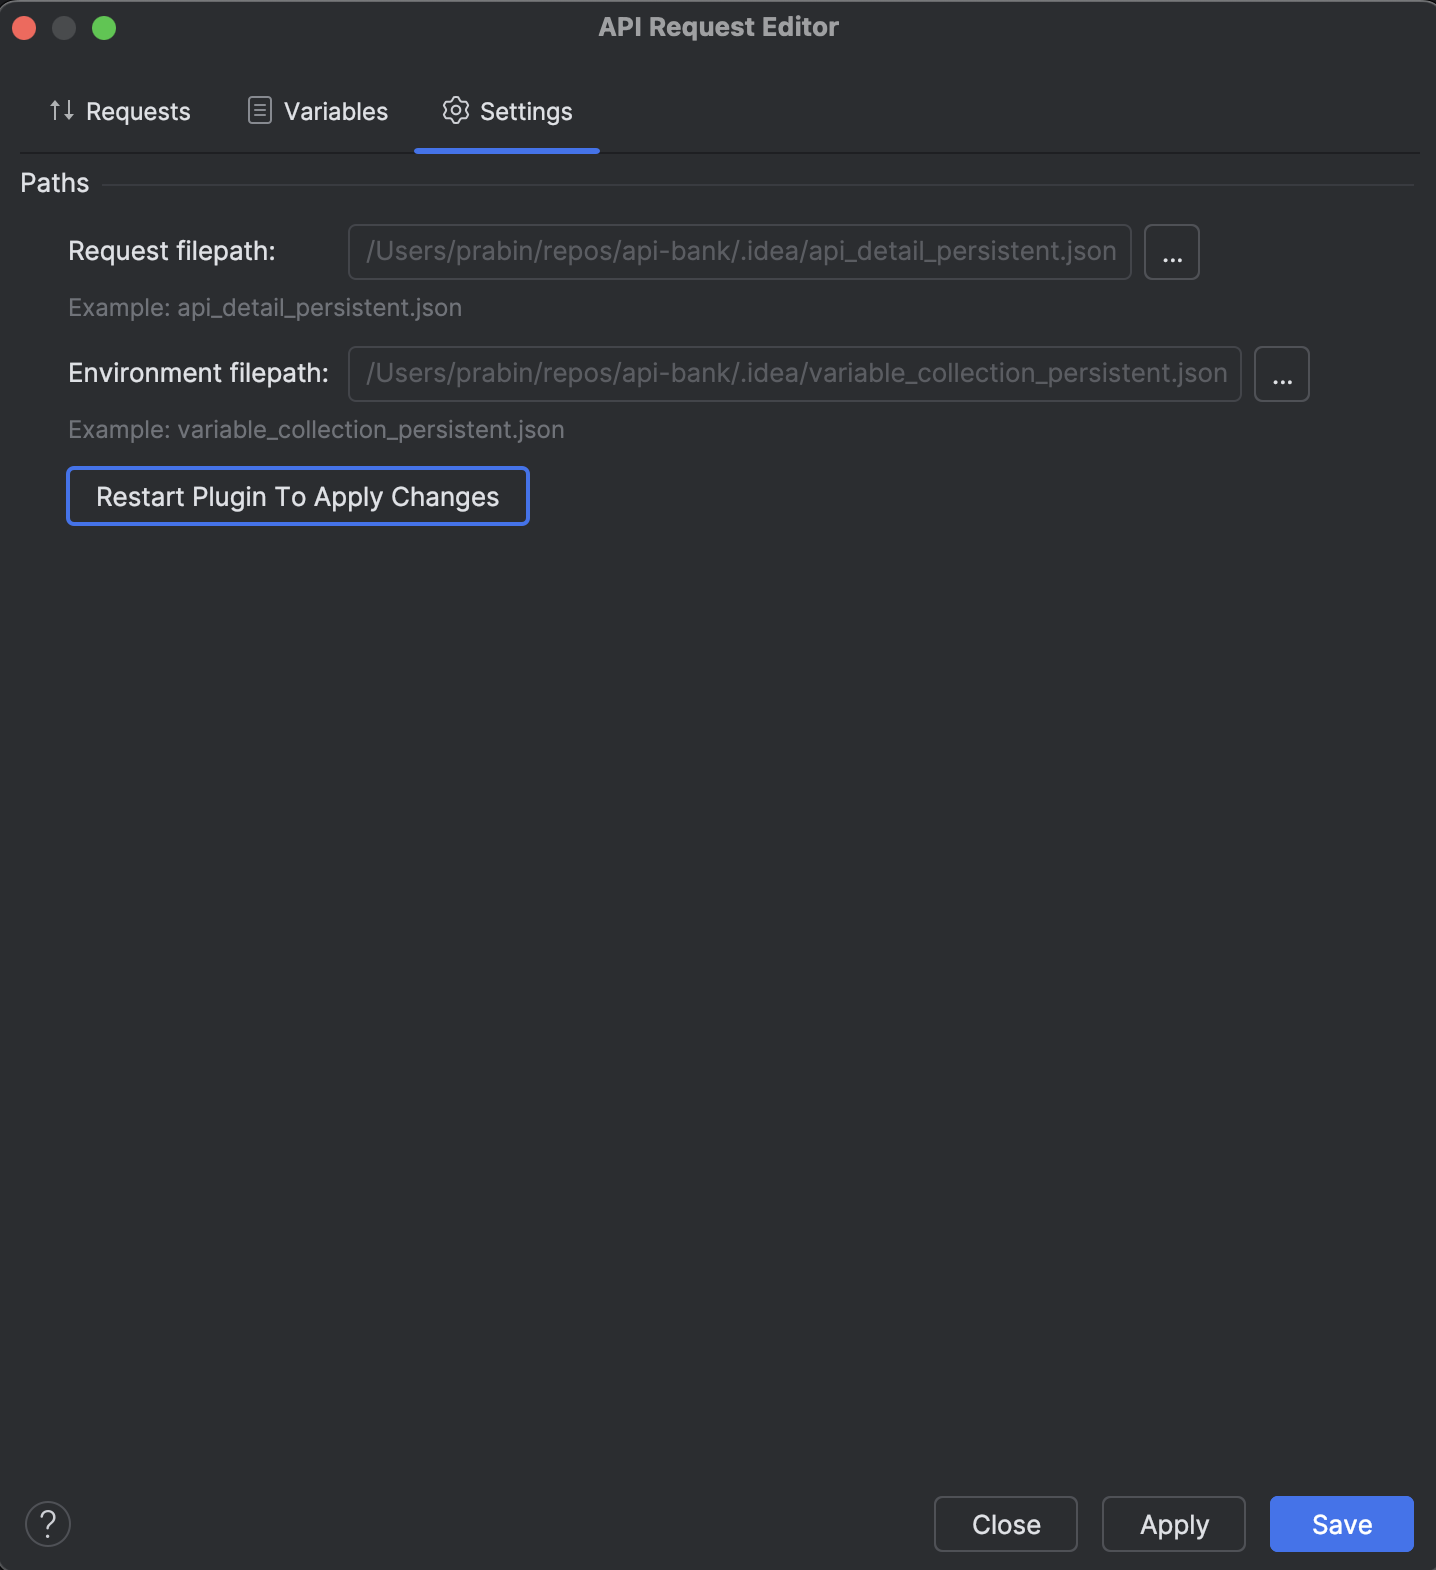 API Request Editor
Requests Variables Settings
Paths
Request filepath: /Users/prabin/repos/api-bank/.idea/api_detail_persistent.json ...
Example: api_detail_persistent.json
Environment filepath: /Users/prabin/repos/api-bank/.idea/variable_collection_persistent.json ...
Example: variable_collection_persistent.json
Restart Plugin To Apply Changes
? Close Apply Save